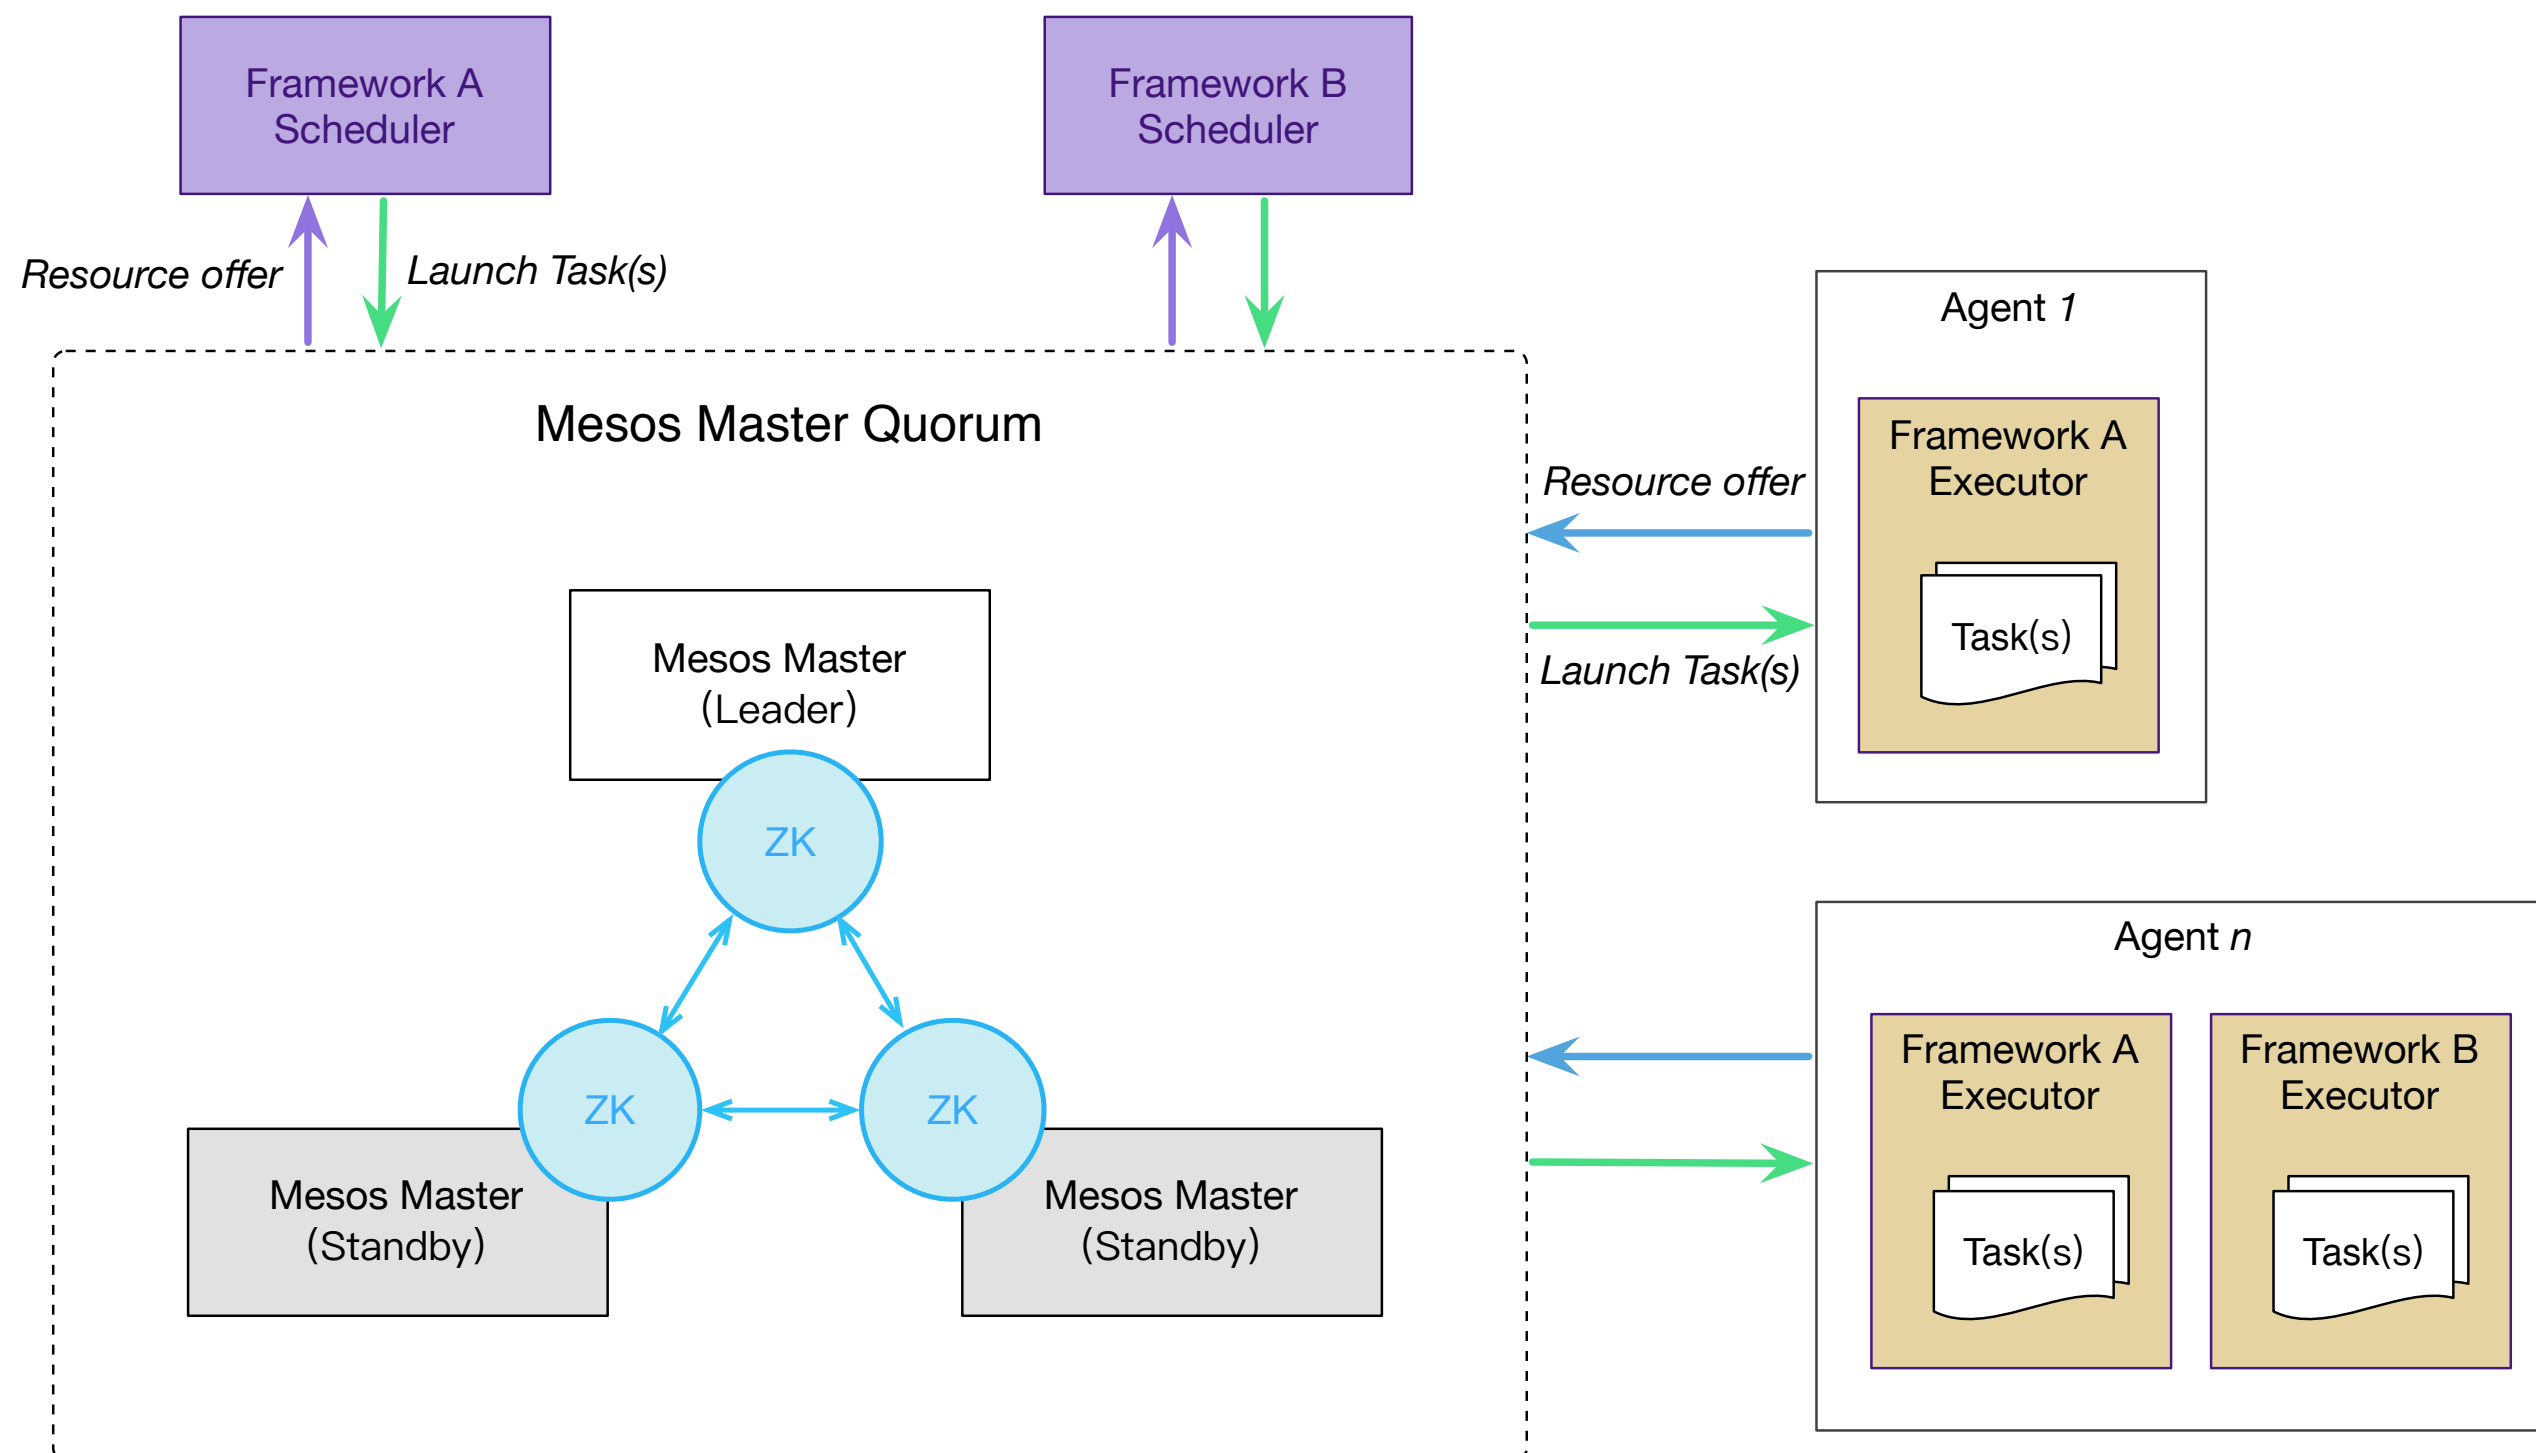 Framework A
Scheduler
Framework B
Scheduler
Resource offer
Launch Task(s)
Mesos Master Quorum
Mesos Master
(Leader)
ZK
ZK
ZK
Mesos Master
(Standby)
Mesos Master
(Standby)
Resource offer
Launch Task(s)
Agent 1
Framework A
Executor
Task(s)
Agent n
Framework A
Executor
Task(s)
Framework B
Executor
Task(s)